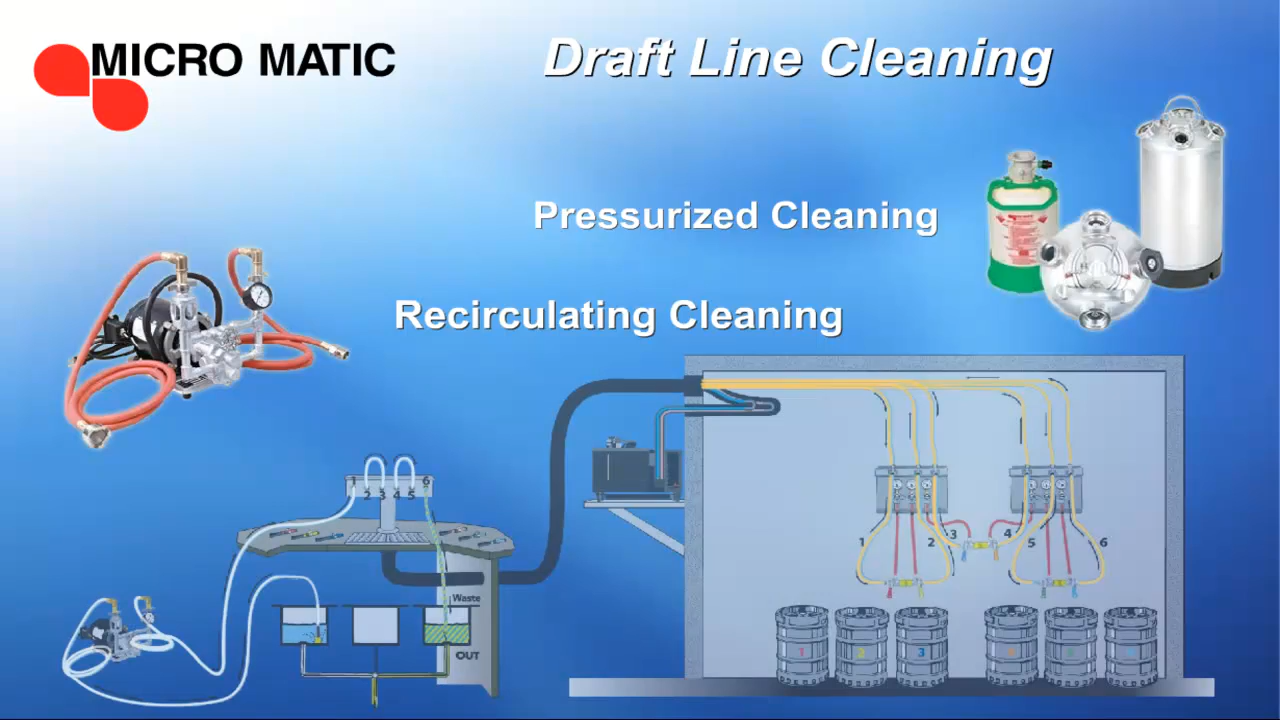 MICRO MATIC
Draft Line Cleaning
Pressurized Cleaning
Recirculating Cleaning
1 2 3 4 5 6
1 2 3 4 5 6
Waste
OUT
1 2 3